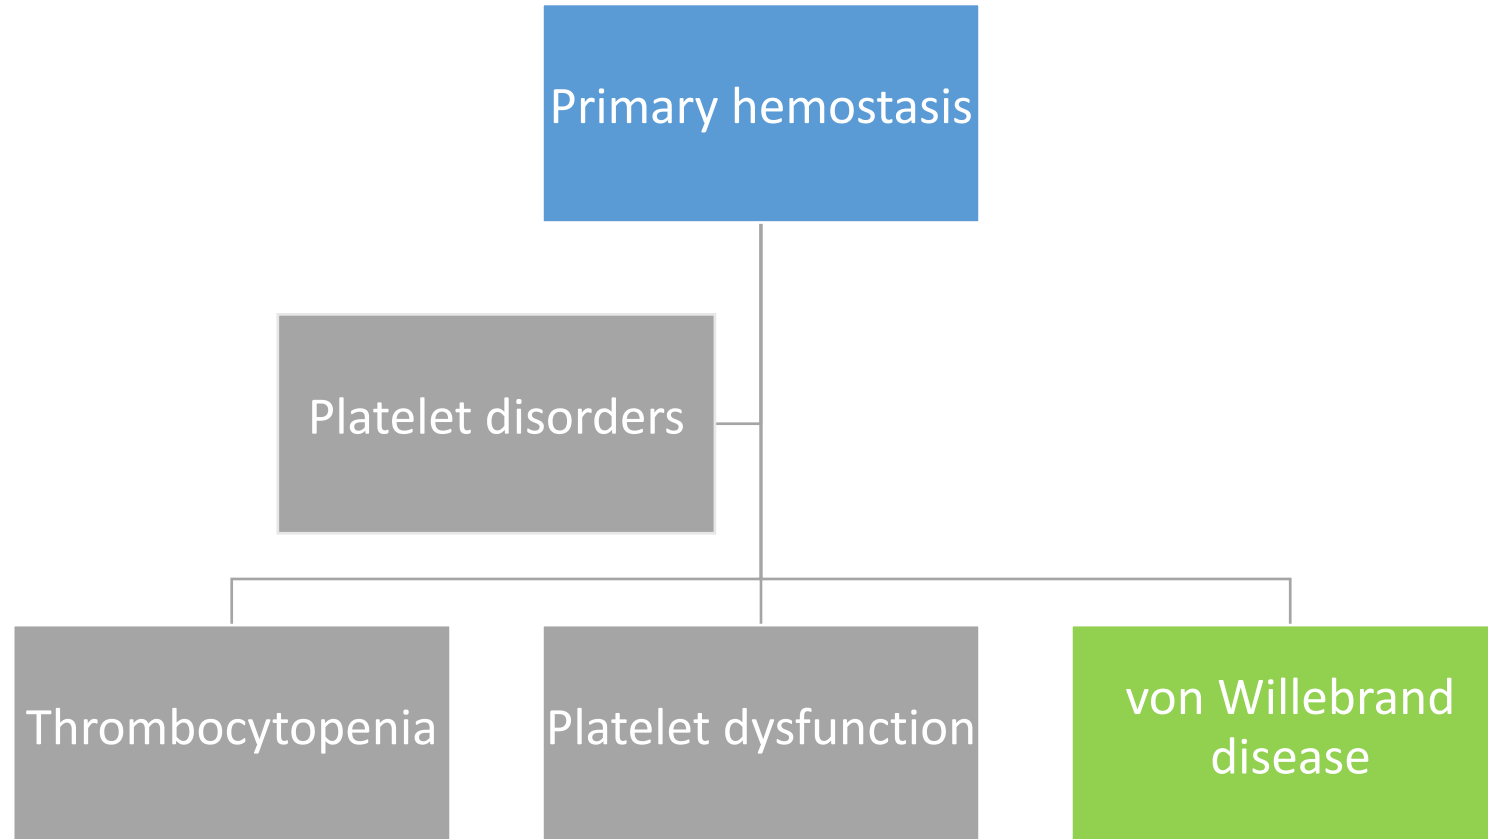 Primary hemostasis
Platelet disorders
Thrombocytopenia
Platelet dysfunction
von Willebrand
disease